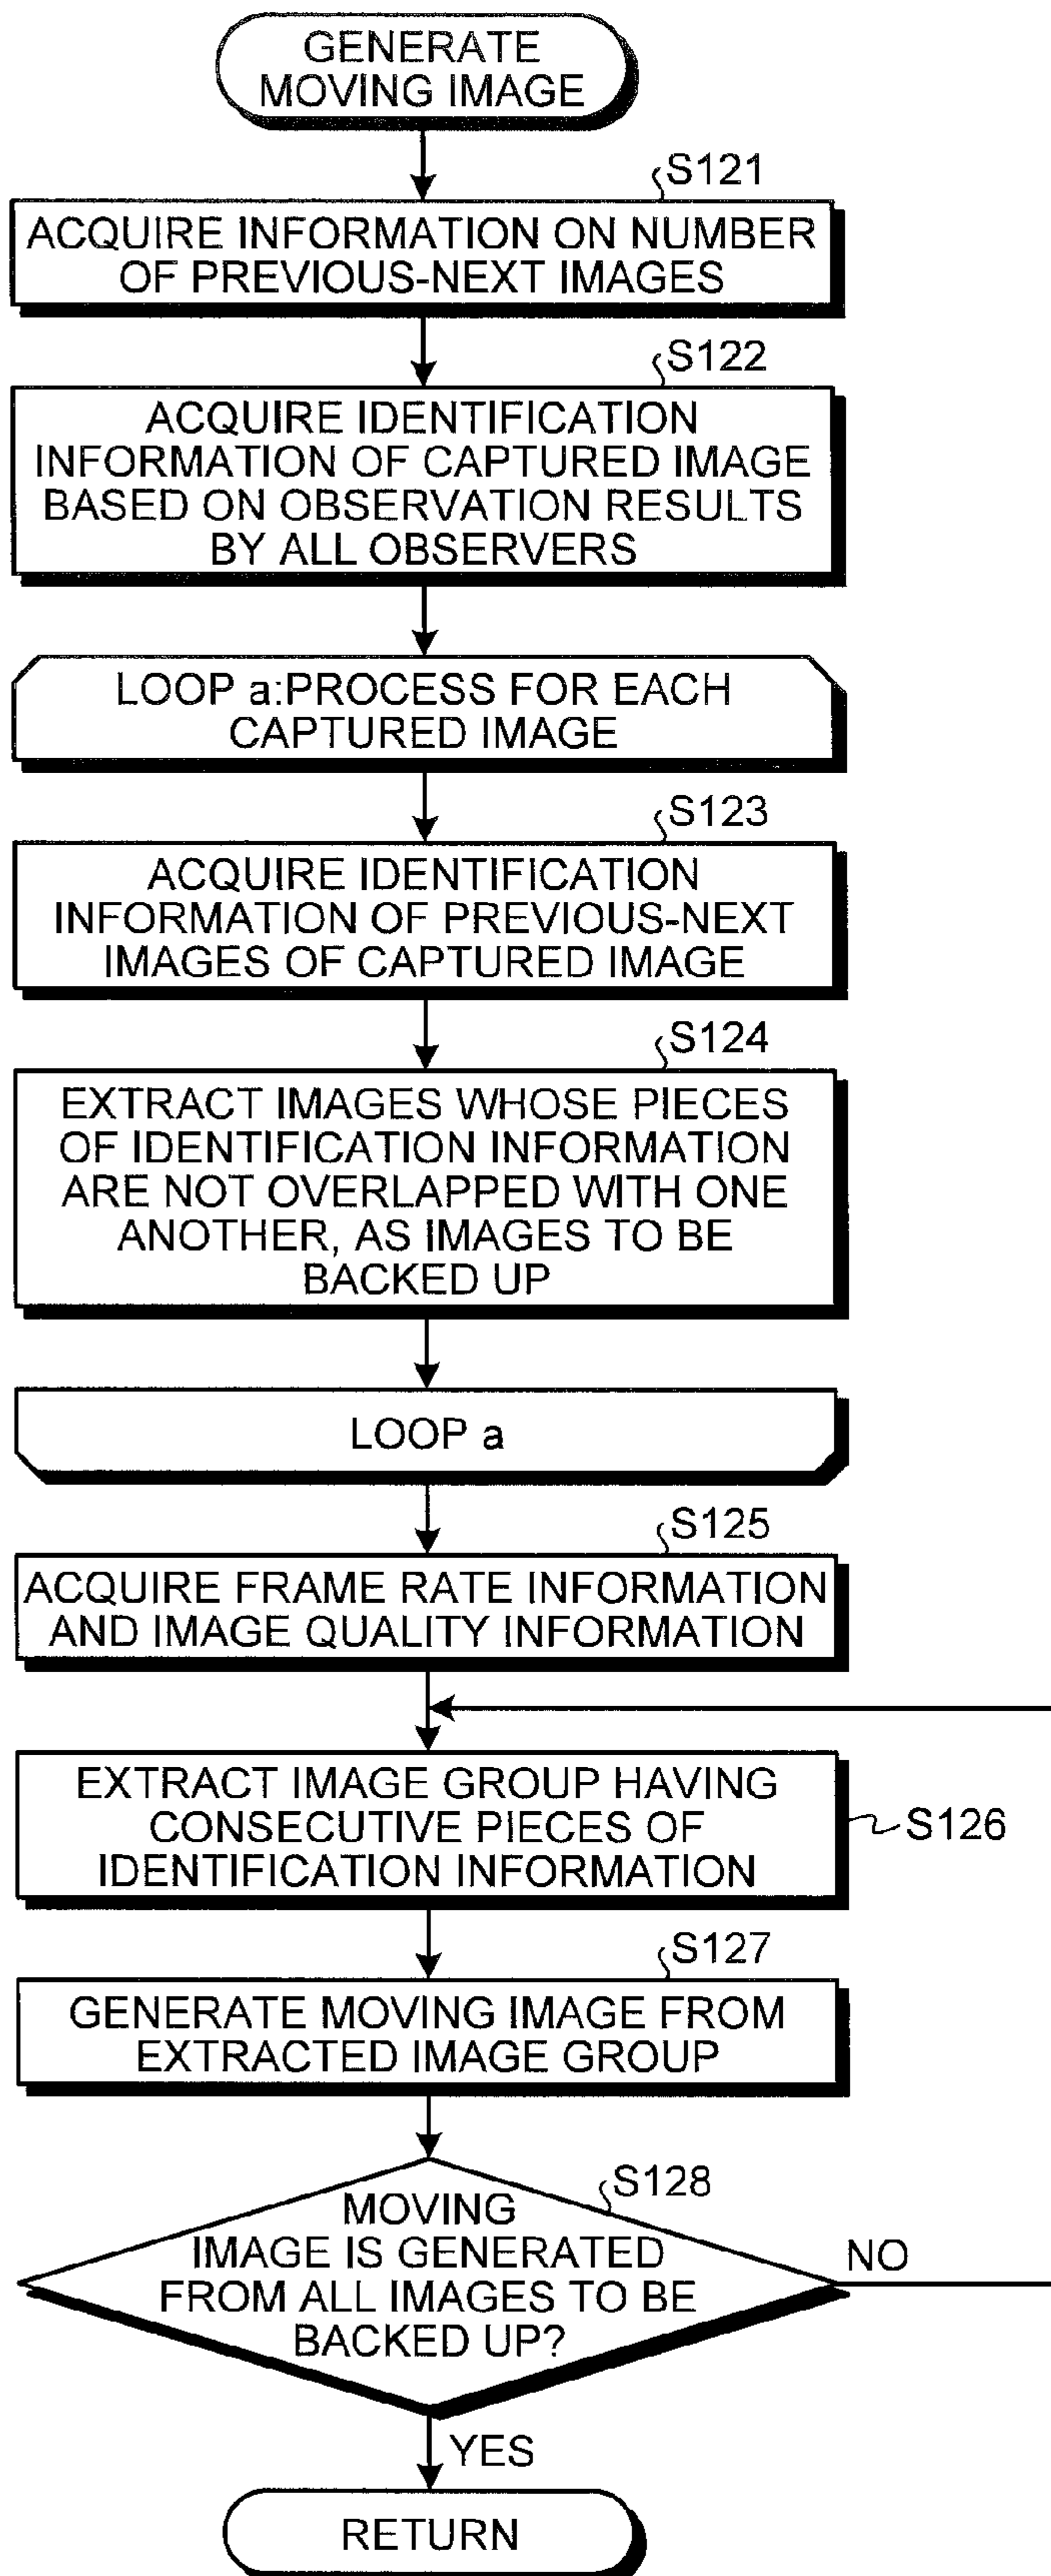 GENERATE
MOVING IMAGE
S121
ACQUIRE INFORMATION ON NUMBER
OF PREVIOUS-NEXT IMAGES
S122
ACQUIRE IDENTIFICATION
INFORMATION OF CAPTURED IMAGE
BASED ON OBSERVATION RESULTS
BY ALL OBSERVERS
LOOP a:PROCESS FOR EACH
CAPTURED IMAGE
S123
ACQUIRE IDENTIFICATION
INFORMATION OF PREVIOUS-NEXT
IMAGES OF CAPTURED IMAGE
S124
EXTRACT IMAGES WHOSE PIECES
OF IDENTIFICATION INFORMATION
ARE NOT OVERLAPPED WITH ONE
ANOTHER, AS IMAGES TO BE
BACKED UP
LOOP a
S125
ACQUIRE FRAME RATE INFORMATION
AND IMAGE QUALITY INFORMATION
EXTRACT IMAGE GROUP HAVING
CONSECUTIVE PIECES OF
IDENTIFICATION INFORMATION
S126
S127
GENERATE MOVING IMAGE FROM
EXTRACTED IMAGE GROUP
S128
MOVING
IMAGE IS GENERATED
FROM ALL IMAGES TO BE
BACKED UP?
NO
YES
RETURN